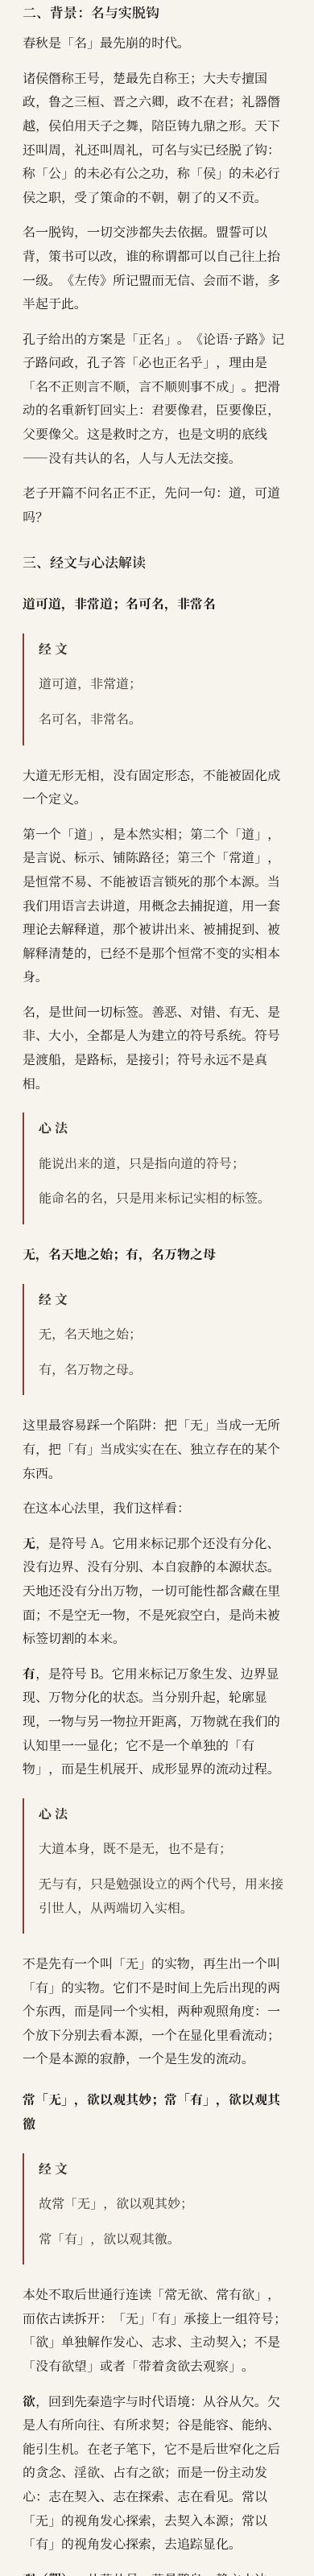 二、背景：名与实脱钩
春秋是「名」最先崩的时代。
诸侯僭称王号，楚最先自称王；大夫专擅国
政，鲁之三桓、晋之六卿，政不在君；礼器僭
越，侯伯用天子之舞，陪臣铸九鼎之形。天下
还叫周，礼还叫周礼，可名与实已经脱了钩：
称「公」的未必有公之功，称「侯」的未必行
侯之职，受了策命的不朝，朝了的又不贡。
名一脱钩，一切交涉都失去依据。盟誓可以
背，策书可以改，谁的称谓都可以自己往上抬
一级。《左传》所记盟而无信、会而不谐，多
半起于此。
孔子给出的方案是「正名」。《论语·子路》记
子路问政，孔子答「必也正名乎」，理由是
「名不正则言不顺，言不顺则事不成」。把滑
动的名重新钉回实上：君要像君，臣要像臣，
父要像父。这是救时之方，也是文明的底线
——没有共认的名，人与人无法交接。
老子开篇不问名正不正，先问一句：道，可道
吗？
三、经文与心法解读
道可道，非常道；名可名，非常名
经文
道可道，非常道；
名可名，非常名。
大道无形无相，没有固定形态，不能被固化成
一个定义。
第一个「道」，是本然实相；第二个「道」，
是言说、标示、铺陈路径；第三个「常道」，
是恒常不易、不能被语言锁死的那个本源。当
我们用语言去讲道，用概念去捕捉道，用一套
理论去解释道，那个被讲出来、被捕捉到、被
解释清楚的，已经不是那个恒常不变的实相本
身。
名，是世间一切标签。善恶、对错、有无、是
非、大小，全都是人为建立的符号系统。符号
是渡船，是路标，是接引；符号永远不是真
相。
心法
能说出来的道，只是指向道的符号；
能命名的名，只是用来标记实相的标签。
无，名天地之始；有，名万物之母
经文
无，名天地之始；
有，名万物之母。
这里最容易踩一个陷阱：把「无」当成一无所
有，把「有」当成实实在在、独立存在的某个
东西。
在这本心法里，我们这样看：
无，是符号 A。它用来标记那个还没有分化、
没有边界、没有分别、本自寂静的本源状态。
天地还没有分出万物，一切可能性都含藏在里
面；不是空无一物，不是死寂空白，是尚未被
标签切割的本来。
有，是符号 B。它用来标记万象生发、边界显
现、万物分化的状态。当分别升起，轮廓显
现，一物与另一物拉开距离，万物就在我们的
认知里一一显化；它不是一个单独的「有
物」，而是生机展开、成形显界的流动过程。
心法
大道本身，既不是无，也不是有；
无与有，只是勉强设立的两个代号，用来接
引世人，从两端切入实相。
不是先有一个叫「无」的实物，再生出一个叫
「有」的实物。它们不是时间上先后出现的两
个东西，而是同一个实相，两种观照角度：一
个放下分别去看本源，一个在显化里看流动；
一个是本源的寂静，一个是生发的流动。
常「无」，欲以观其妙；常「有」，欲以观其
徼
经文
故常「无」，欲以观其妙；
常「有」，欲以观其徼。
本处不取后世通行连读「常无欲、常有欲」，
而依古读拆开：「无」「有」承接上一组符号；
「欲」单独解作发心、志求、主动契入；不是
「没有欲望」或者「带着贪欲去观察」。
欲，回到先秦造字与时代语境：从谷从欠。欠
是人有所向往、有所求契；谷是能容、能纳、
能引生机。在老子笔下，它不是后世窄化之后
的贪念、淫欲、占有之欲；而是一份主动发
心：志在契入、志在探索、志在看见。常以
「无」的视角发心探索，去契入本源；常以
「有」的视角发心探索，去追踪显化。